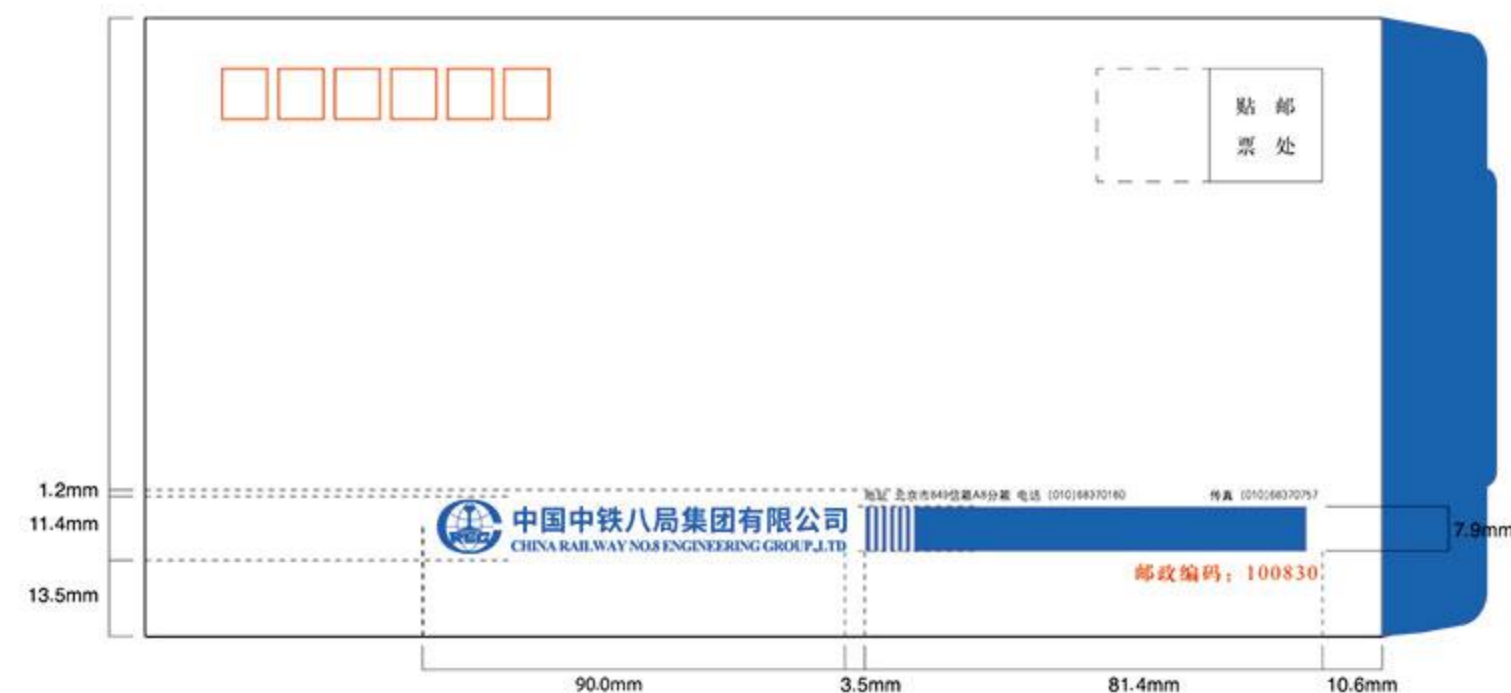 贴 邮
票 处
1.2mm
地址 北京市849信箱A8分箱 电话 (010)68370160 传真 (010)68370757
11.4mm
中国中铁八局集团有限公司
CREC
CHINA RAILWAY NO.8 ENGINEERING GROUP.,LTD
7.9mm
邮政编码：100830
13.5mm
90.0mm 3.5mm 81.4mm 10.6mm